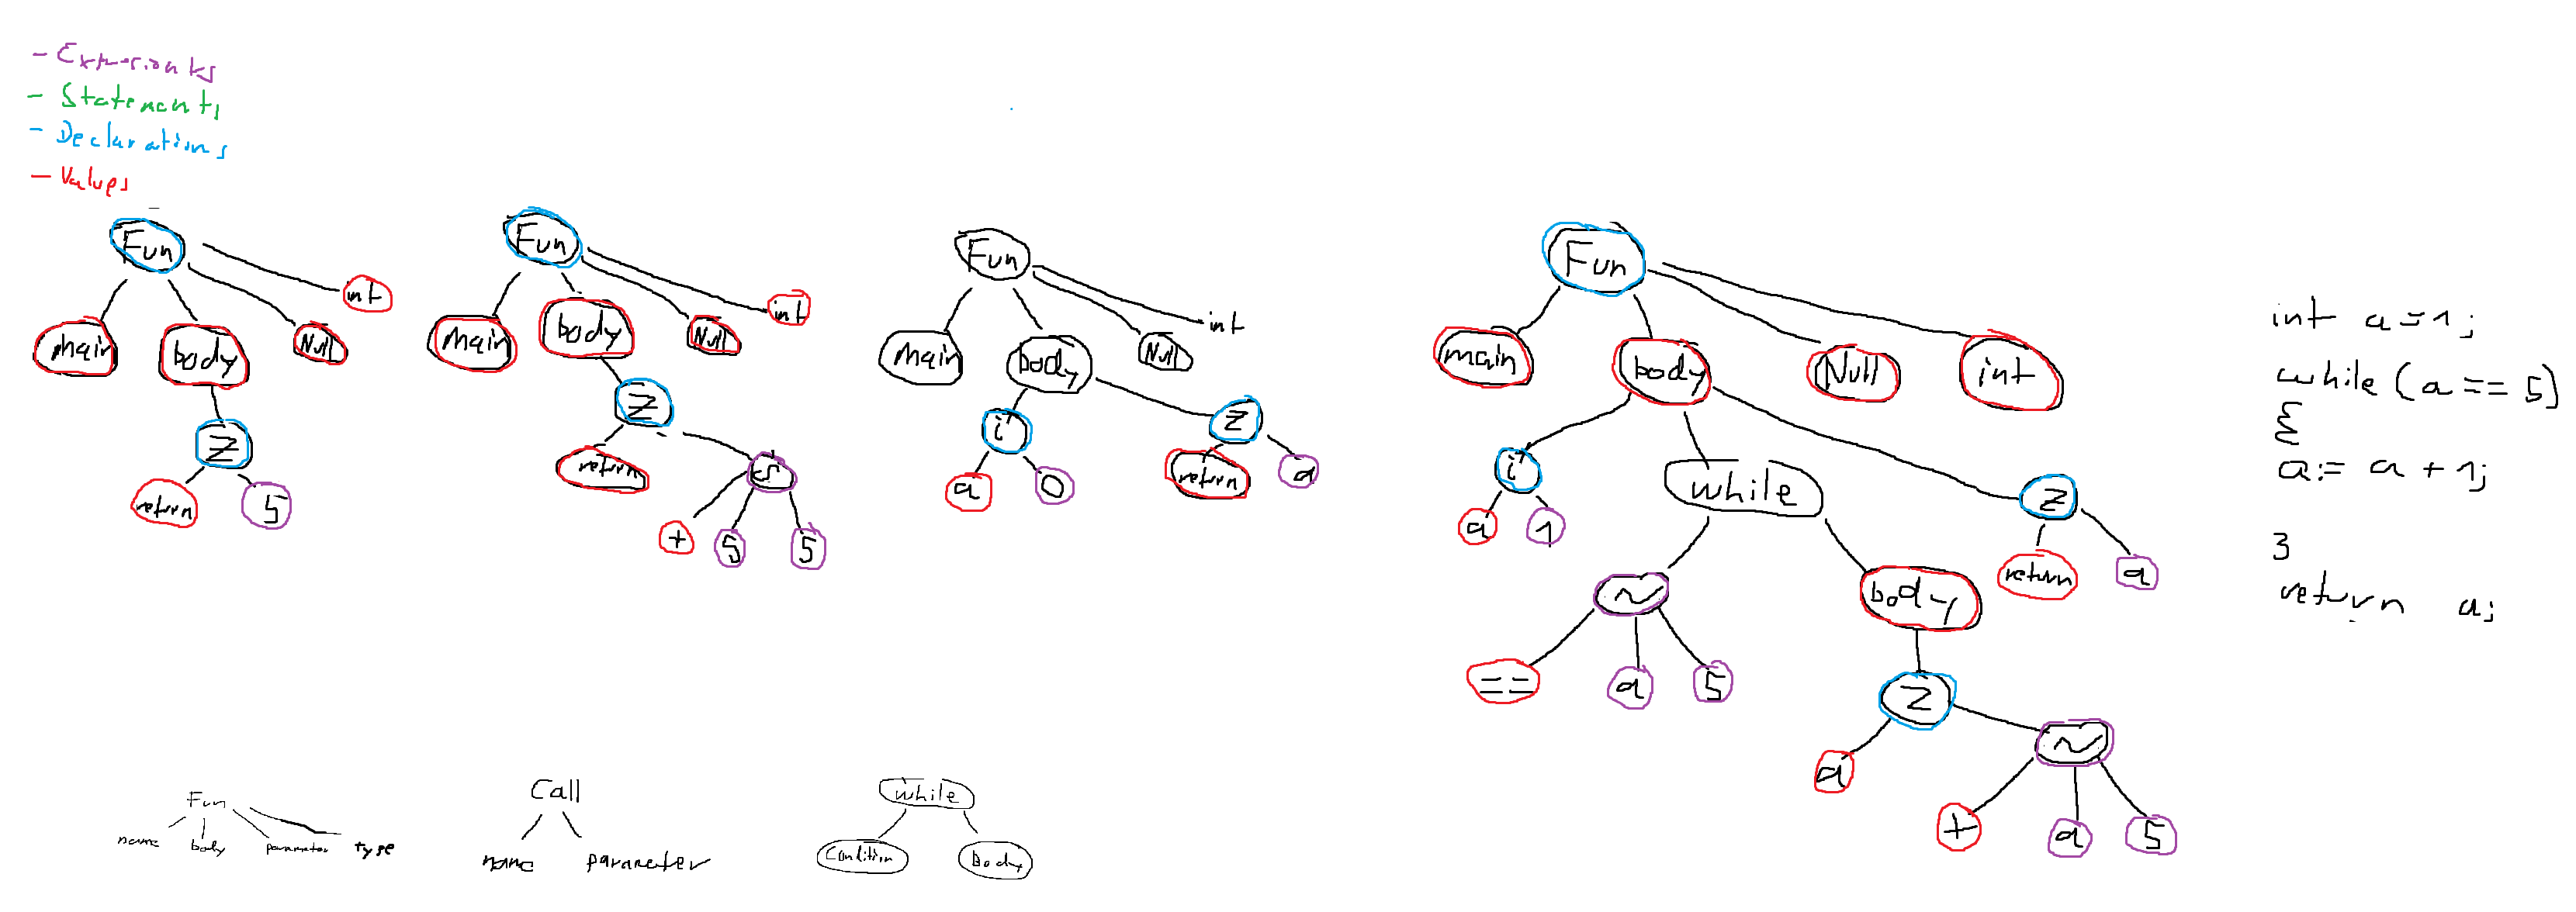 - Expresionts
- Statements
- Declarations
- Values
Fun
int
main
body
Null
Z
return
5
Fun
int
main
body
Null
Z
return
+
5
5
Fun
int
main
body
Null
i
Z
a
0
return
a
Fun
main
body
Null
int
i
while
Z
a
1
return
a
~
body
==
a
5
Z
a
~
+
a
5
int a=1;
while (a == 5)
{
a:= a + 1;
}
return a;
Fun
name
body
parameter
type
Call
name
parameter
while
Condition
Body